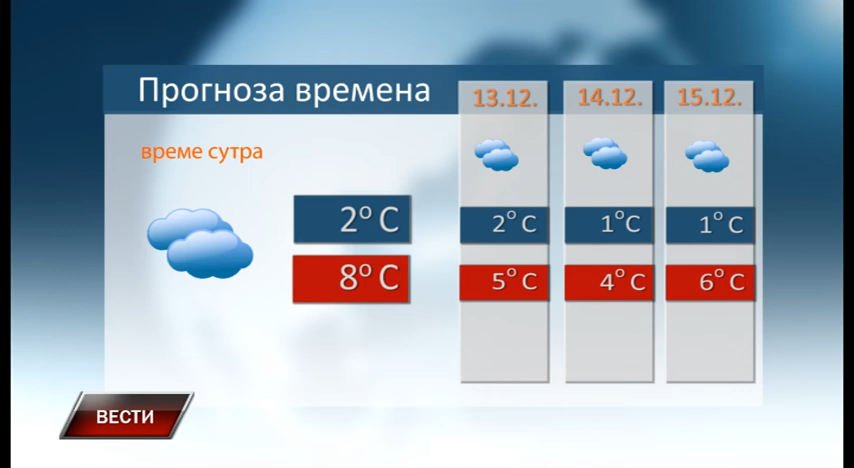 Прогноза времена
време сутра
2° C
8° C
13.12. 14.12. 15.12.
2° C 1°C 1° C
5° C 4° C 6° C
ВЕСТИ